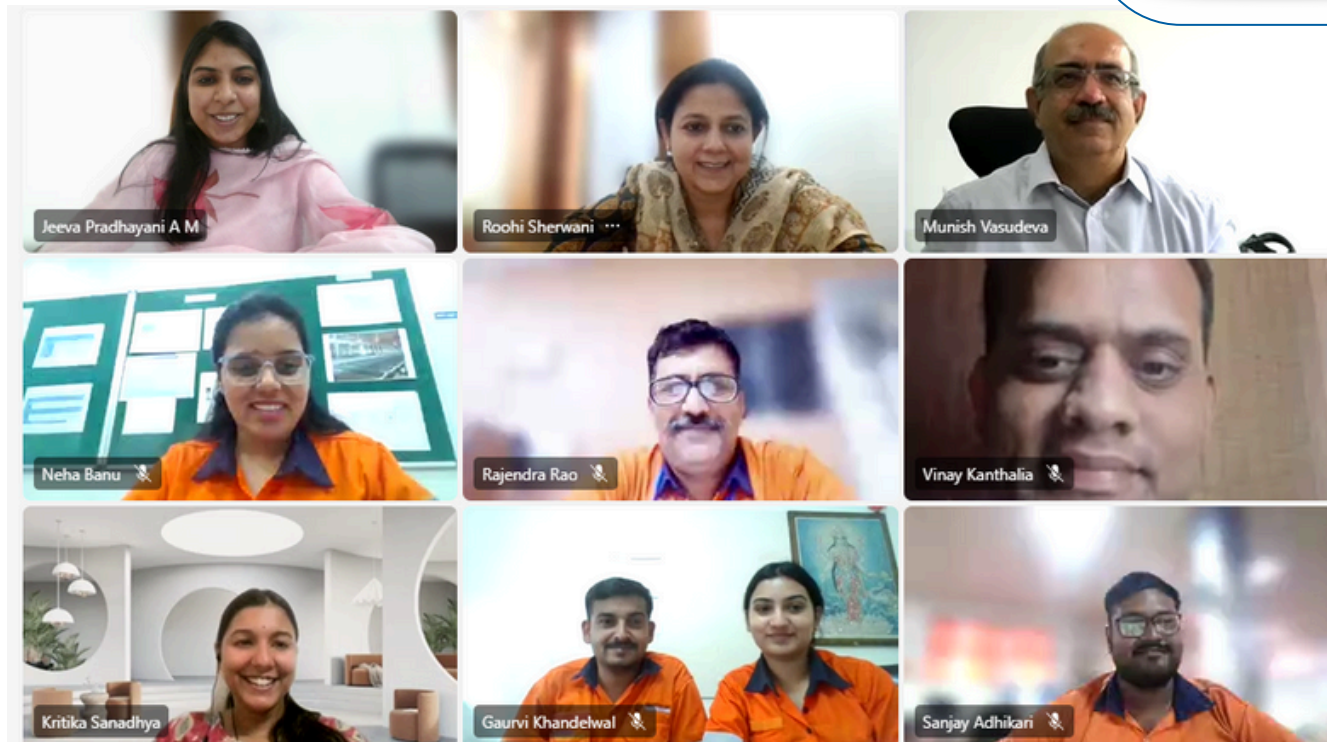 Jeeva Pradhayani A M
Roohi Sherwani ...
Munish Vasudeva
Neha Banu
Rajendra Rao
Vinay Kanthalia
Kritika Sanadhya
Gaurvi Khandelwal
Sanjay Adhikari